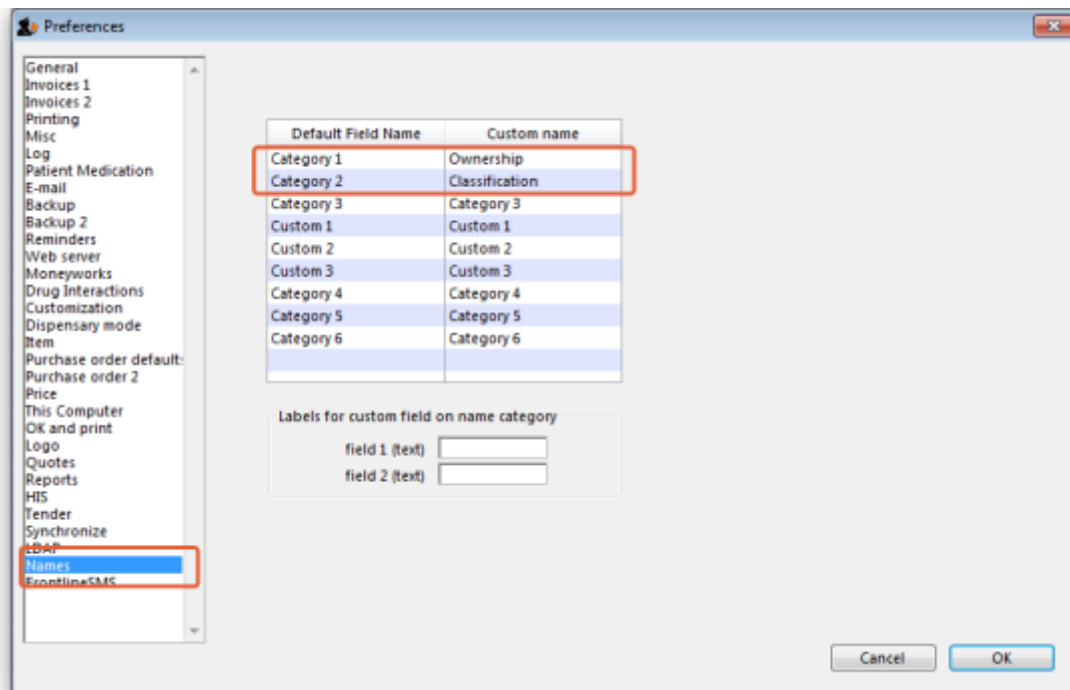 Preferences
General
Invoices 1
Invoices 2
Printing
Misc
Log
Patient Medication
E-mail
Backup
Backup 2
Reminders
Web server
Moneyworks
Drug Interactions
Customization
Dispensary mode
Item
Purchase order default:
Purchase order 2
Price
This Computer
OK and print
Logo
Quotes
Reports
HIS
Tender
Synchronize
LDAP
Names
FrontlineSMS
Default Field Name Custom name
Category 1 Ownership
Category 2 Classification
Category 3 Category 3
Custom 1 Custom 1
Custom 2 Custom 2
Custom 3 Custom 3
Category 4 Category 4
Category 5 Category 5
Category 6 Category 6
Labels for custom field on name category
field 1 (text)
field 2 (text)
Cancel OK